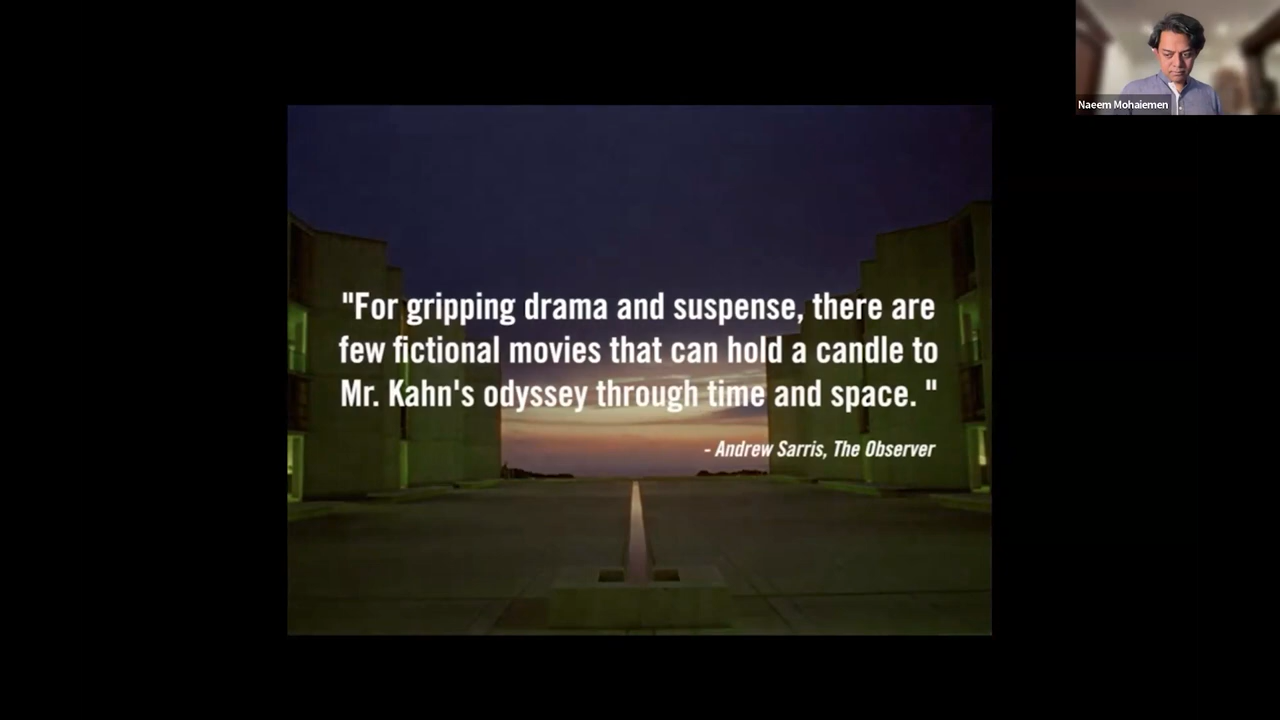 Naeem Mohaiemen
"For gripping drama and suspense, there are
few fictional movies that can hold a candle to
Mr. Kahn's odyssey through time and space. "
- Andrew Sarris, The Observer